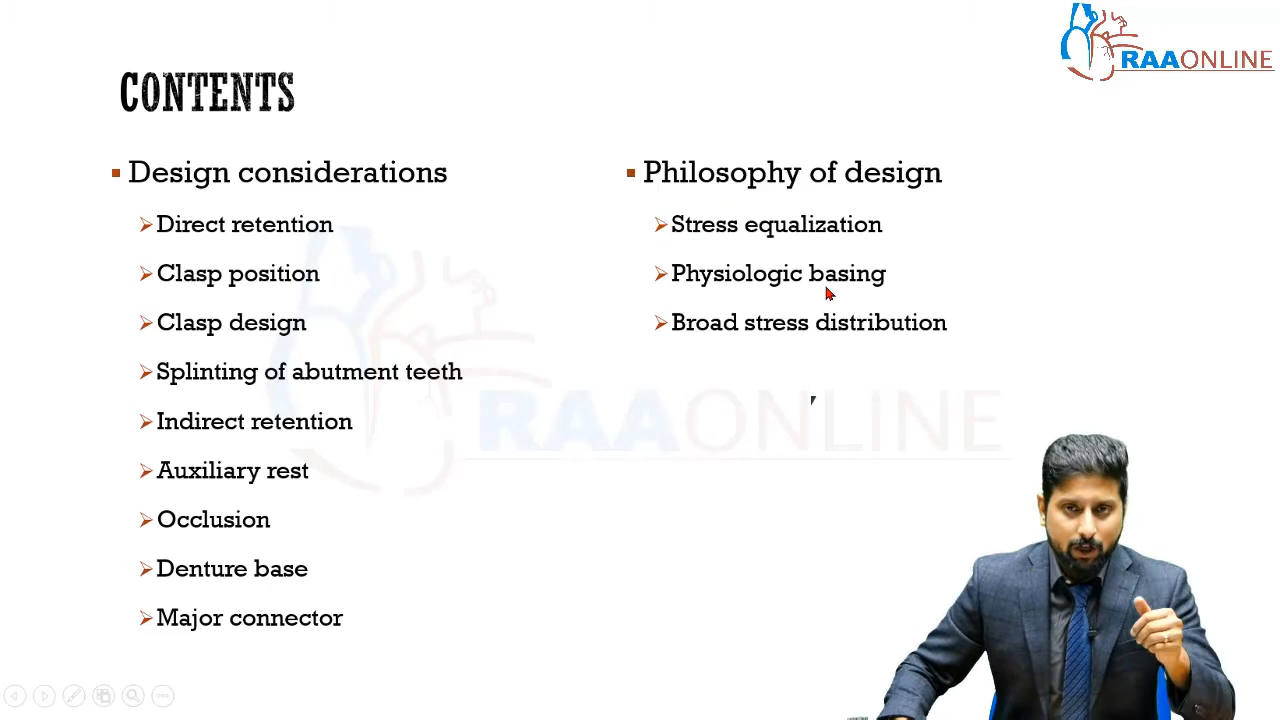 RAAONLINE
CONTENTS
Design considerations
Direct retention
Clasp position
Clasp design
Splinting of abutment teeth
Indirect retention
Auxiliary rest
Occlusion
Denture base
Major connector
Philosophy of design
Stress equalization
Physiologic basing
Broad stress distribution
RAAONLINE